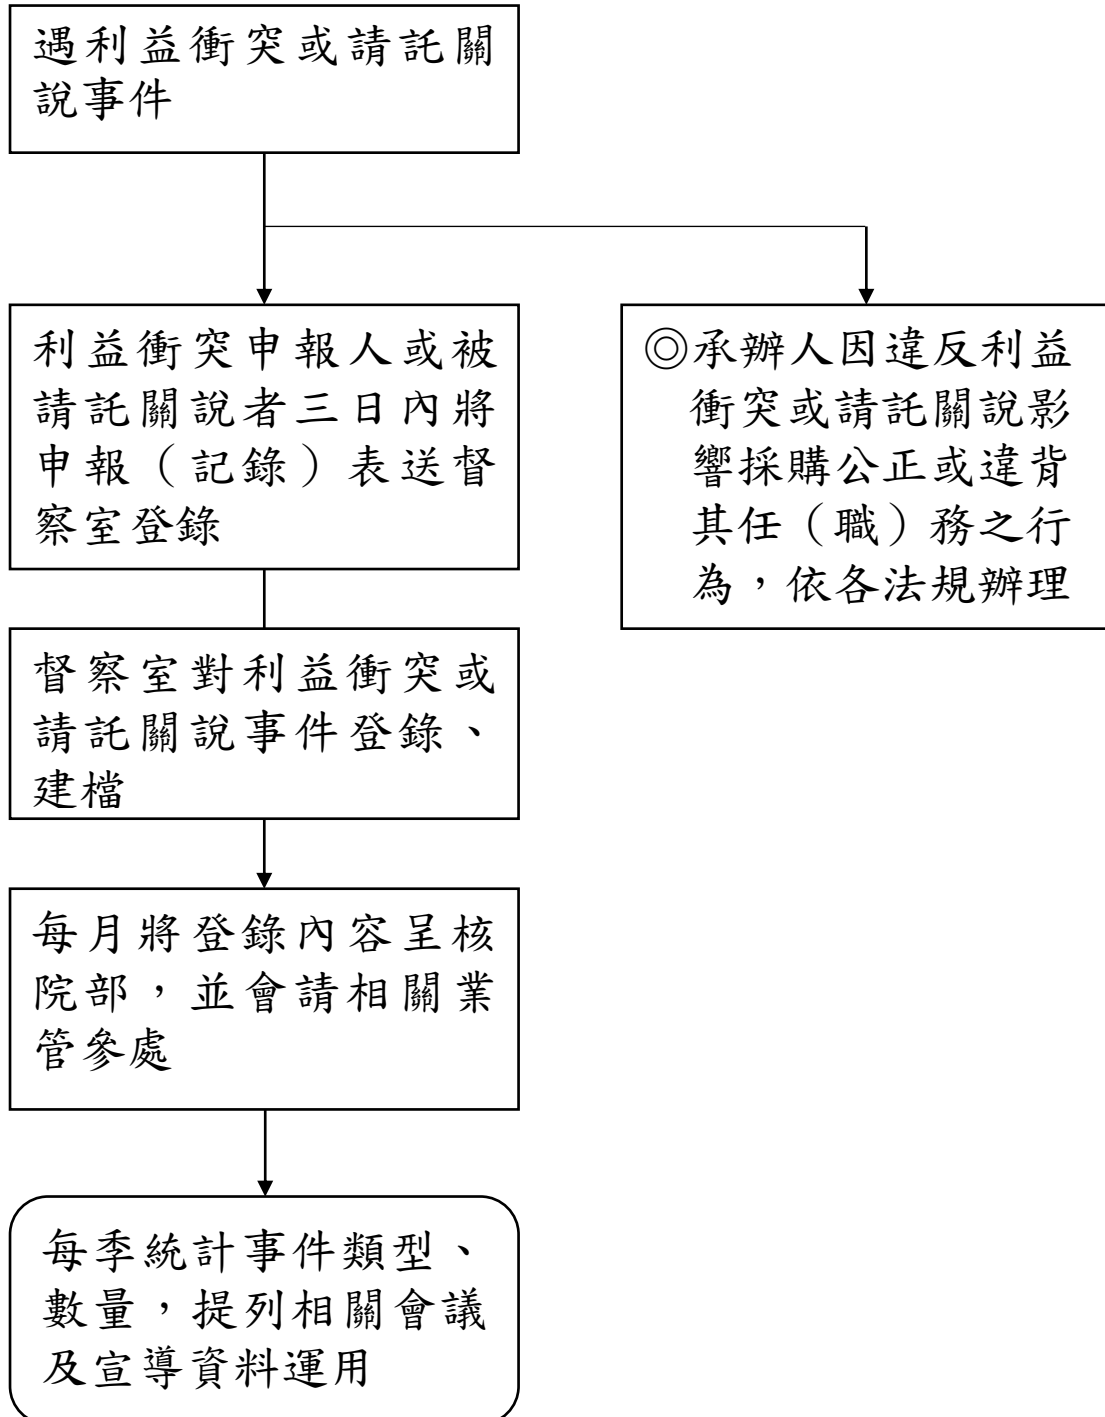 遇利益衝突或請託關
說事件
利益衝突申報人或被
請託關說者三日內將
申報（記錄）表送督
察室登錄
◎承辦人因違反利益
衝突或請託關說影
響採購公正或違背
其任（職）務之行
為，依各法規辦理
督察室對利益衝突或
請託關說事件登錄、
建檔
每月將登錄內容呈核
院部，並會請相關業
管參處
每季統計事件類型、
數量，提列相關會議
及宣導資料運用